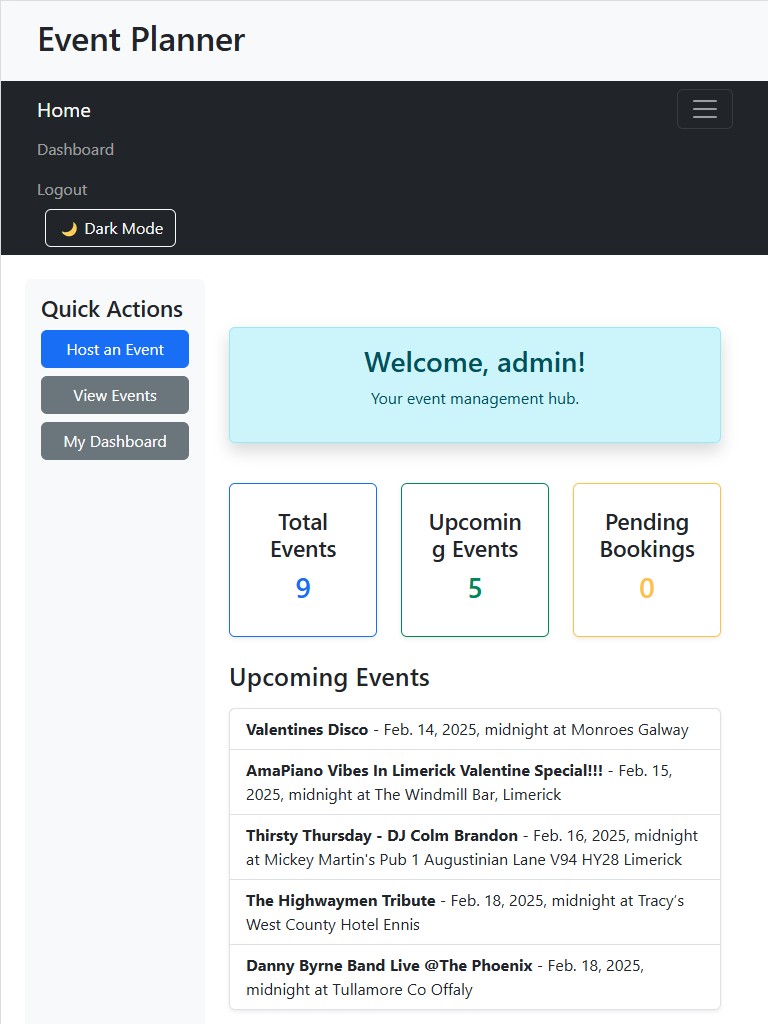 Event Planner
Home
Dashboard
Logout
🌙 Dark Mode
Quick Actions
Host an Event
View Events
My Dashboard
Welcome, admin!
Your event management hub.
Total
Events
9
Upcomin
g Events
5
Pending
Bookings
0
Upcoming Events
Valentines Disco - Feb. 14, 2025, midnight at Monroes Galway
AmaPiano Vibes In Limerick Valentine Special!!! - Feb. 15,
2025, midnight at The Windmill Bar, Limerick
Thirsty Thursday - DJ Colm Brandon - Feb. 16, 2025, midnight
at Mickey Martin's Pub 1 Augustinian Lane V94 HY28 Limerick
The Highwaymen Tribute - Feb. 18, 2025, midnight at Tracy’s
West County Hotel Ennis
Danny Byrne Band Live @The Phoenix - Feb. 18, 2025,
midnight at Tullamore Co Offaly